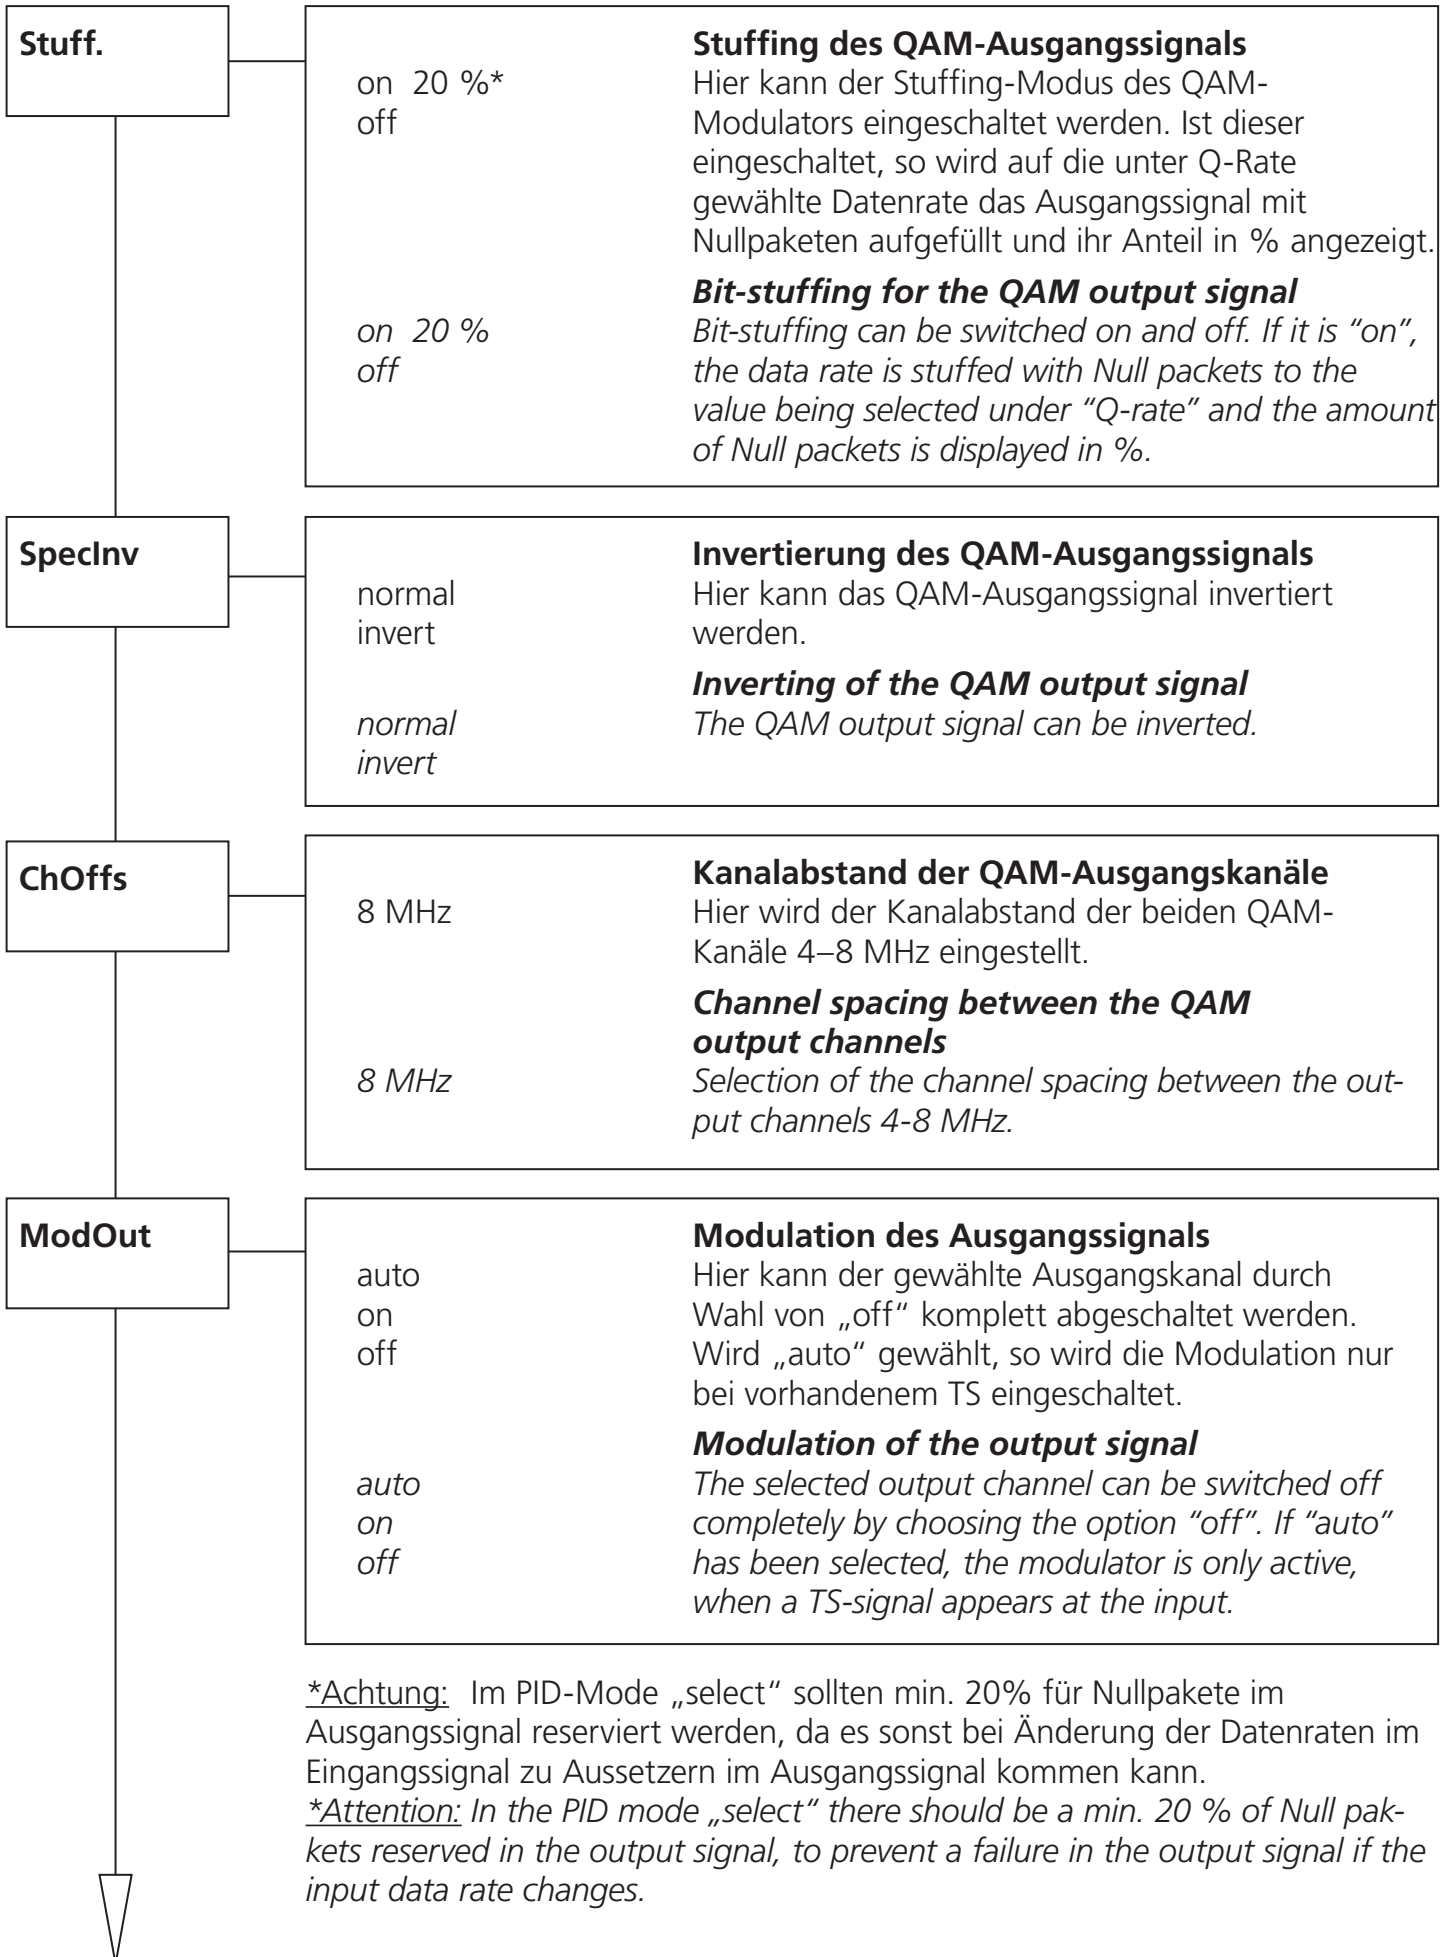 Stuff.
Stuffing des QAM-Ausgangssignals
on 20 %* Hier kann der Stuffing-Modus des QAM-
off Modulators eingeschaltet werden. Ist dieser
eingeschaltet, so wird auf die unter Q-Rate
gewählte Datenrate das Ausgangssignal mit
Nullpaketen aufgefüllt und ihr Anteil in % angezeigt.
Bit-stuffing for the QAM output signal
on 20 % Bit-stuffing can be switched on and off. If it is “on”,
off the data rate is stuffed with Null packets to the
value being selected under “Q-rate” and the amount
of Null packets is displayed in %.
SpecInv
Invertierung des QAM-Ausgangssignals
normal Hier kann das QAM-Ausgangssignal invertiert
invert werden.
Inverting of the QAM output signal
normal The QAM output signal can be inverted.
invert
ChOffs
Kanalabstand der QAM-Ausgangskanäle
8 MHz Hier wird der Kanalabstand der beiden QAM-
Kanäle 4–8 MHz eingestellt.
Channel spacing between the QAM
output channels
8 MHz Selection of the channel spacing between the out-
put channels 4-8 MHz.
ModOut
Modulation des Ausgangssignals
auto Hier kann der gewählte Ausgangskanal durch
on Wahl von „off“ komplett abgeschaltet werden.
off Wird „auto“ gewählt, so wird die Modulation nur
bei vorhandenem TS eingeschaltet.
Modulation of the output signal
auto The selected output channel can be switched off
on completely by choosing the option “off”. If “auto”
off has been selected, the modulator is only active,
when a TS-signal appears at the input.
*Achtung: Im PID-Mode „select“ sollten min. 20% für Nullpakete im
Ausgangssignal reserviert werden, da es sonst bei Änderung der Datenraten im
Eingangssignal zu Aussetzern im Ausgangssignal kommen kann.
*Attention: In the PID mode „select“ there should be a min. 20 % of Null pak-
kets reserved in the output signal, to prevent a failure in the output signal if the
input data rate changes.